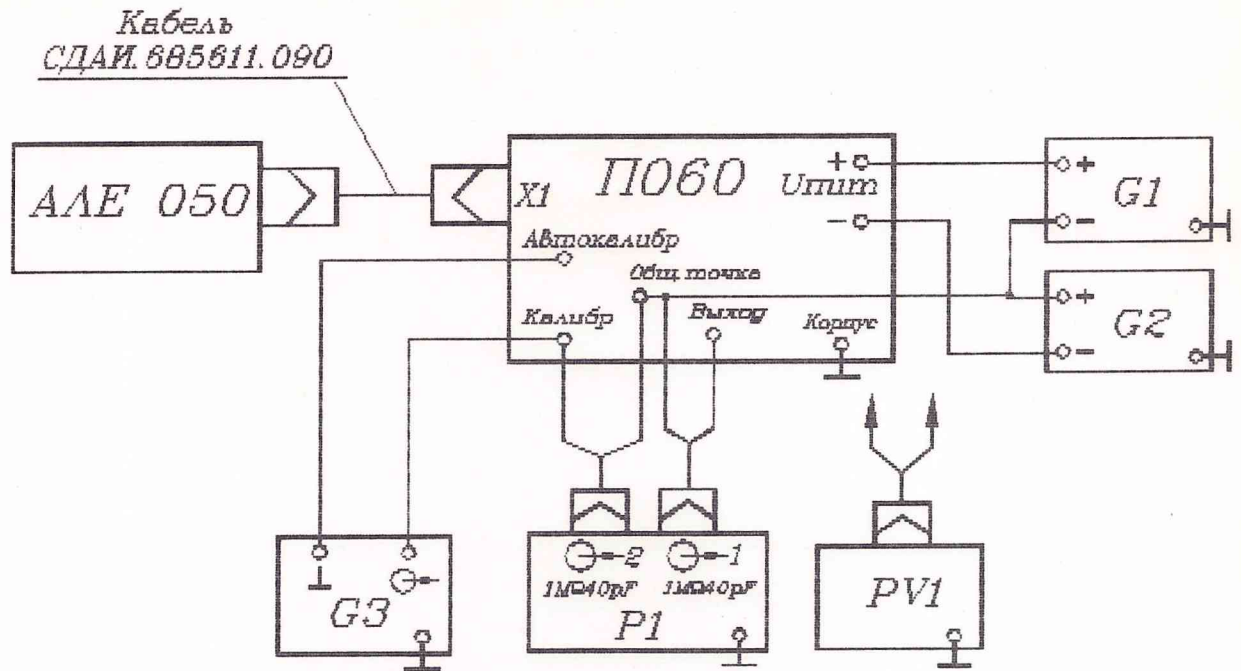 Кабель
СДАИ.685611.090
АЛЕ 050
X1
П060
+
Uпит
−
Автокалибр
Общ. точка
Калибр
Выход
Корпус
+
−
G1
+
−
G2
G3
2
1
1MΩ40pF
1MΩ40pF
P1
PV1